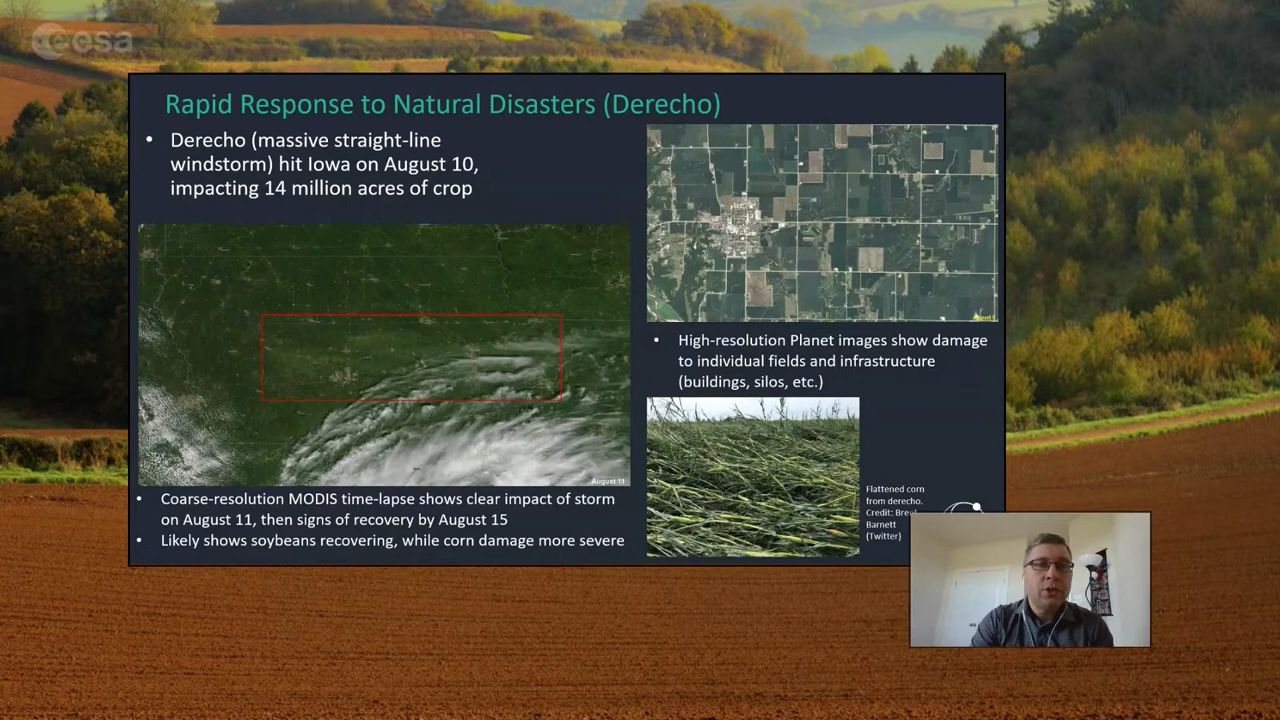 esa
Rapid Response to Natural Disasters (Derecho)
• Derecho (massive straight-line
windstorm) hit Iowa on August 10,
impacting 14 million acres of crop
August 11
• Coarse-resolution MODIS time-lapse shows clear impact of storm
on August 11, then signs of recovery by August 15
• Likely shows soybeans recovering, while corn damage more severe
• High-resolution Planet images show damage
to individual fields and infrastructure
(buildings, silos, etc.)
Flattened corn
from derecho.
Credit:
Barnett
(Twitter)